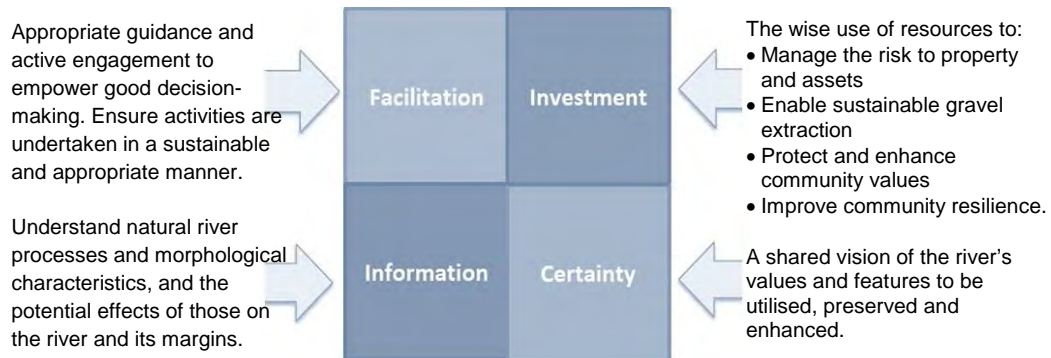 Appropriate guidance and
active engagement to
empower good decision-
making. Ensure activities are
undertaken in a sustainable
and appropriate manner.
Facilitation
Investment
The wise use of resources to:
• Manage the risk to property
and assets
• Enable sustainable gravel
extraction
• Protect and enhance
community values
• Improve community resilience.
Understand natural river
processes and morphological
characteristics, and the
potential effects of those on
the river and its margins.
Information
Certainty
A shared vision of the river’s
values and features to be
utilised, preserved and
enhanced.